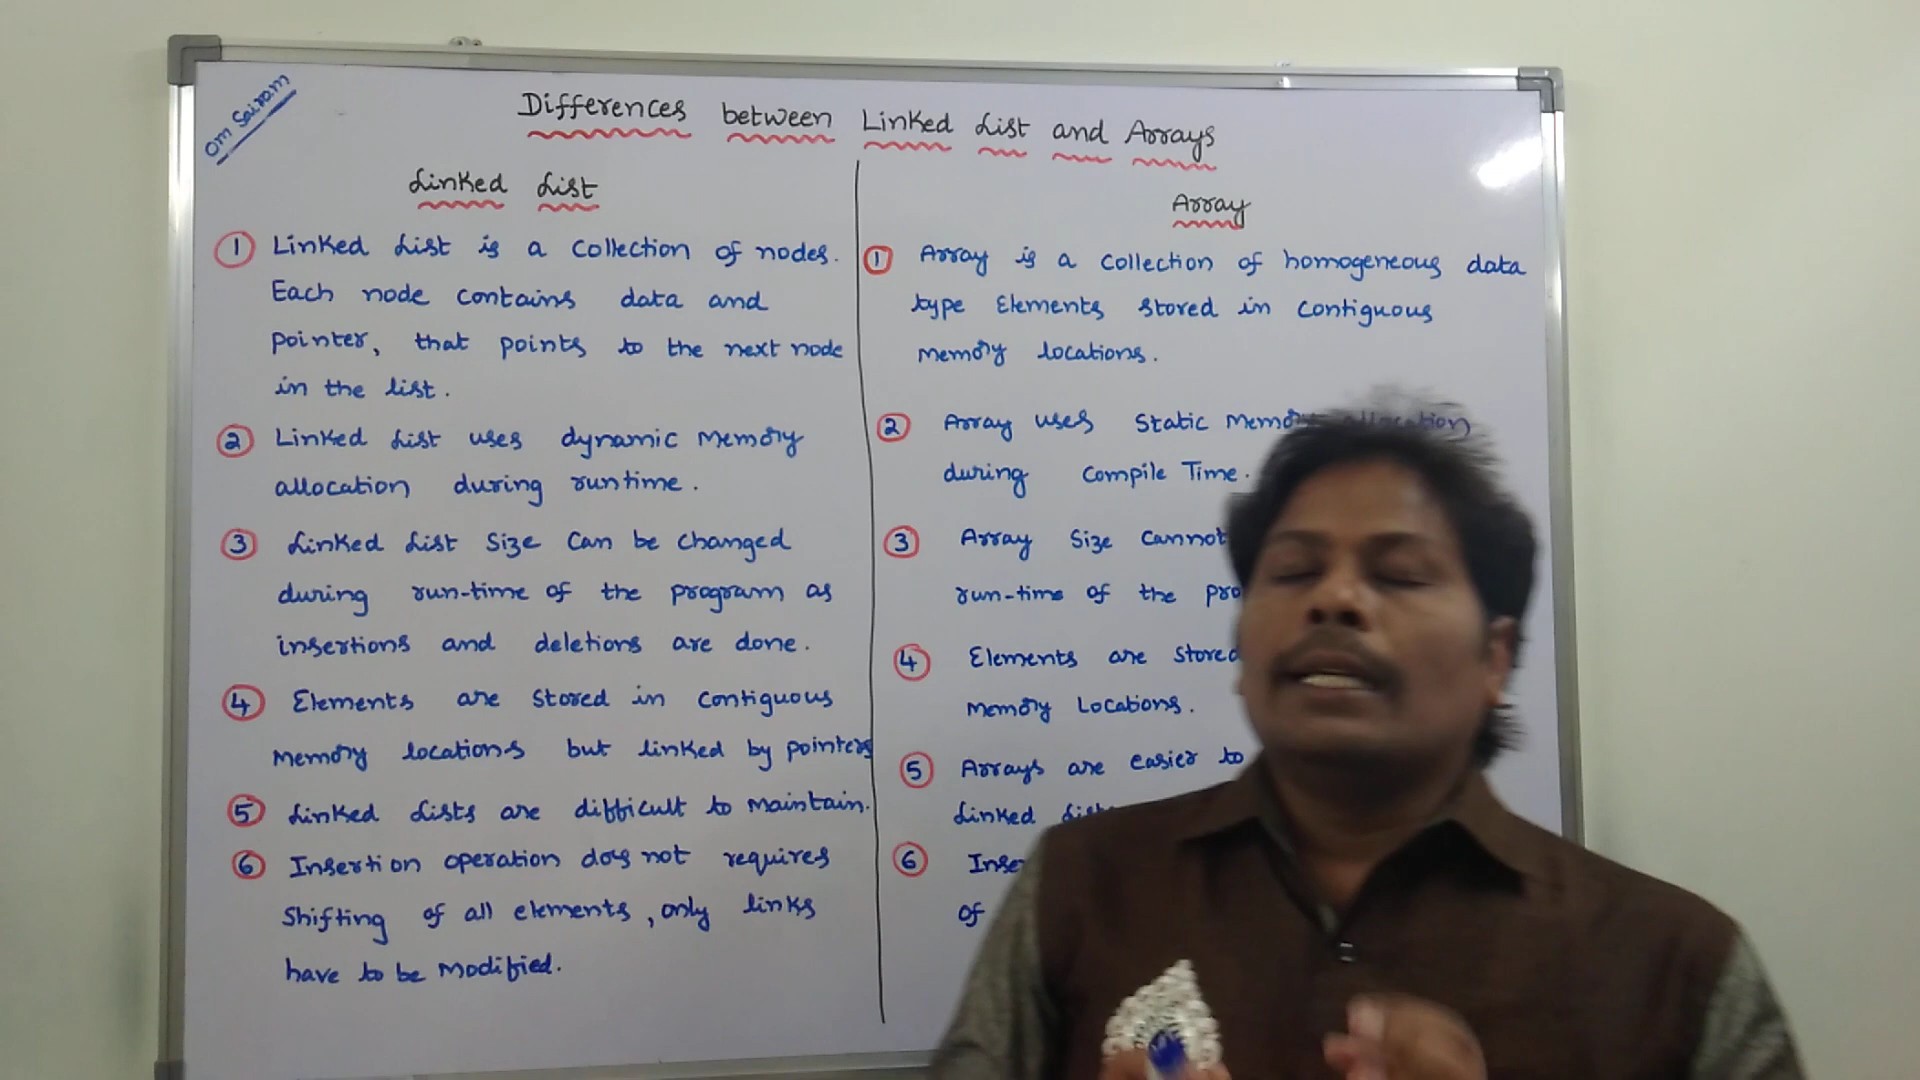 Om Sairam
Differences between Linked List and Arrays
Linked List
① Linked List is a collection of nodes.
Each node contains data and
pointer, that points to the next node
in the list.
② Linked List uses dynamic Memory
allocation during runtime.
③ Linked List Size Can be changed
during run-time of the program as
insertions and deletions are done.
④ Elements are Stored in Contiguous
Memory locations but linked by pointers
⑤ Linked Lists are difficult to Maintain.
⑥ Insertion operation does not requires
Shifting of all elements, only links
have to be Modified.
Array
① Array is a Collection of homogeneous data
type Elements Stored in Contiguous
Memory locations.
② Array uses Static Memory allocation
during Compile Time.
③ Array Size Cannot
run-time of the
④ Elements are Stored
Memory Locations.
⑤ Arrays are easier to
Linked
⑥
of